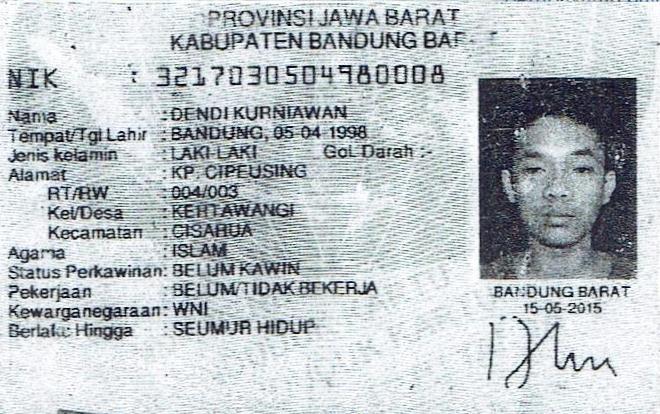 PROVINSI JAWA BARAT
KABUPATEN BANDUNG BAR
NIK : 3217030504980008
Nama : DENDI KURNIAWAN
Tempat/Tgl Lahir : BANDUNG, 05-04-1998
Jenis kelamin : LAKI-LAKI Gol. Darah :-
Alamat : KP. CIPEUSING
RT/RW : 004/003
Kel/Desa : KERTAWANGI
Kecamatan : CISARUA
Agama : ISLAM
Status Perkawinan: BELUM KAWIN
Pekerjaan : BELUM/TIDAK BEKERJA
Kewarganegaraan: WNI
Berlaku Hingga : SEUMUR HIDUP
BANDUNG BARAT
15-05-2015